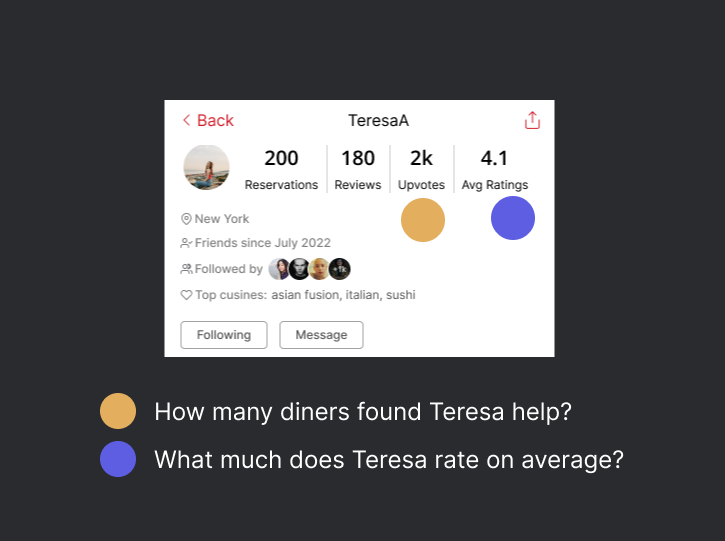 Back
TeresaA
200 180 2k 4.1
Reservations Reviews Upvotes Avg Ratings
New York
Friends since July 2022
Followed by +1k
Top cusines: asian fusion, italian, sushi
Following Message
How many diners found Teresa help?
What much does Teresa rate on average?